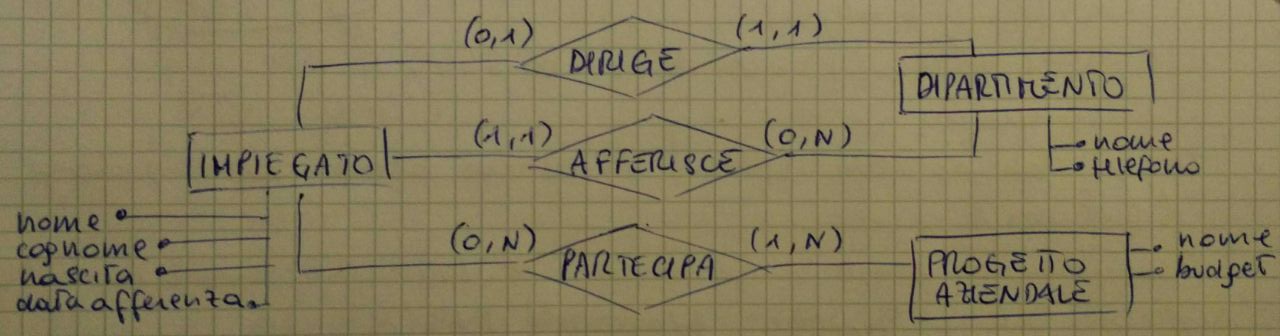 (0,1) DIRIGE (1,1)
DIPARTIMENTO
nome
telefono
IMPIEGATO (1,1) AFFERISCE (0,N)
nome
cognome
nascita
data afferenza
(0,N) PARTECIPA (1,N)
PROGETTO
AZIENDALE
nome
budget